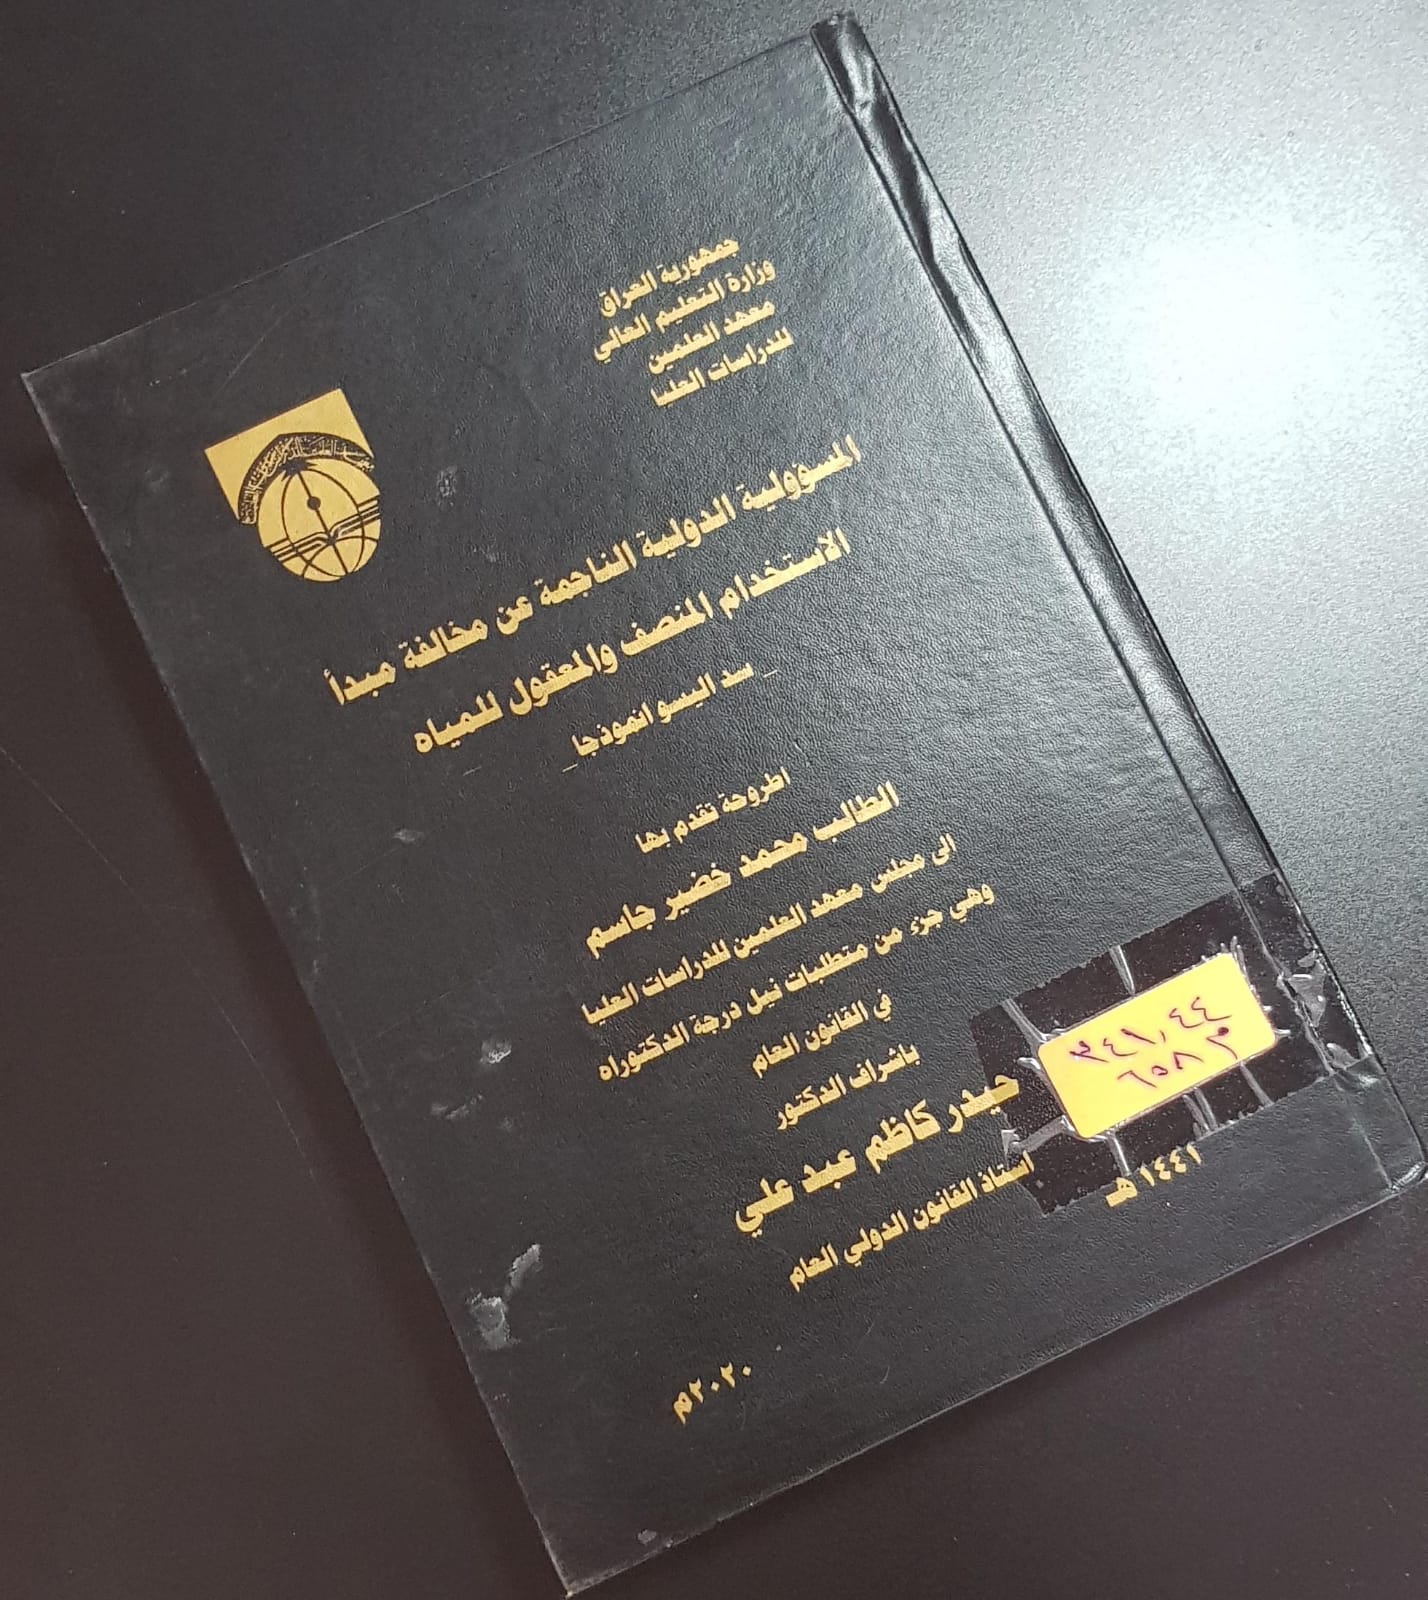 جمهورية العراق
وزارة التعليم العالي
معهد العلمين
للدراسات العليا
المسؤولية الدولية الناجمة عن مخالفة مبدأ
الاستخدام المنصف والمعقول للمياه
_ سد اليسو انموذجا _
اطروحة تقدم بها
الطالب محمد خضير جاسم
الى مجلس معهد العلمين للدراسات العليا
وهي جزء من متطلبات نيل درجة الدكتوراه
في القانون العام
باشراف الدكتور
حيدر كاظم عبد علي
استاذ القانون الدولي العام
٣٤١,٤٤
م ٦٥٨
١٤٤١ هـ
٢٠٢٠م